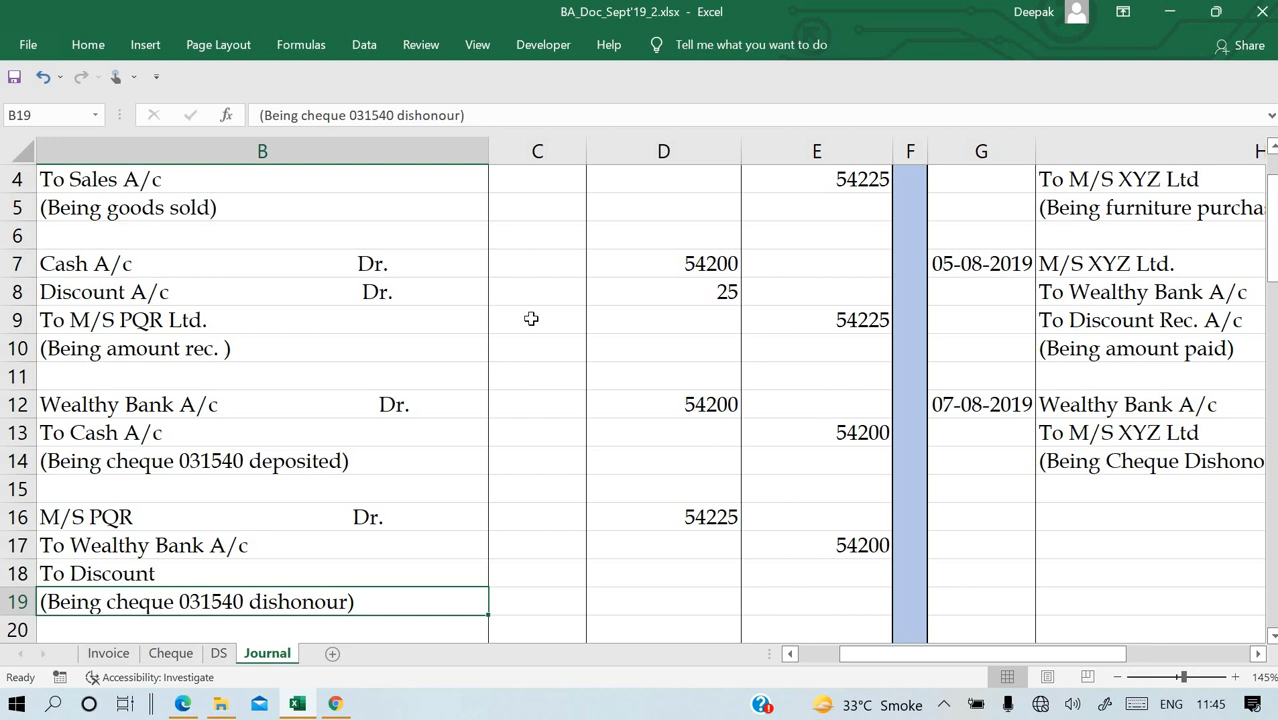 BA_Doc_Sept'19_2.xlsx - Excel
Deepak
File Home Insert Page Layout Formulas Data Review View Developer Help Tell me what you want to do Share
B19 fx (Being cheque 031540 dishonour)
B C D E F G H
4 To Sales A/c 54225 To M/S XYZ Ltd
5 (Being goods sold) (Being furniture purcha
6
7 Cash A/c Dr. 54200 05-08-2019 M/S XYZ Ltd.
8 Discount A/c Dr. 25 To Wealthy Bank A/c
9 To M/S PQR Ltd. 54225 To Discount Rec. A/c
10 (Being amount rec. ) (Being amount paid)
11
12 Wealthy Bank A/c Dr. 54200 07-08-2019 Wealthy Bank A/c
13 To Cash A/c 54200 To M/S XYZ Ltd
14 (Being cheque 031540 deposited) (Being Cheque Dishono
15
16 M/S PQR Dr. 54225
17 To Wealthy Bank A/c 54200
18 To Discount
19 (Being cheque 031540 dishonour)
20
Invoice Cheque DS Journal
Ready Accessibility: Investigate 145%
33°C Smoke ENG 11:45